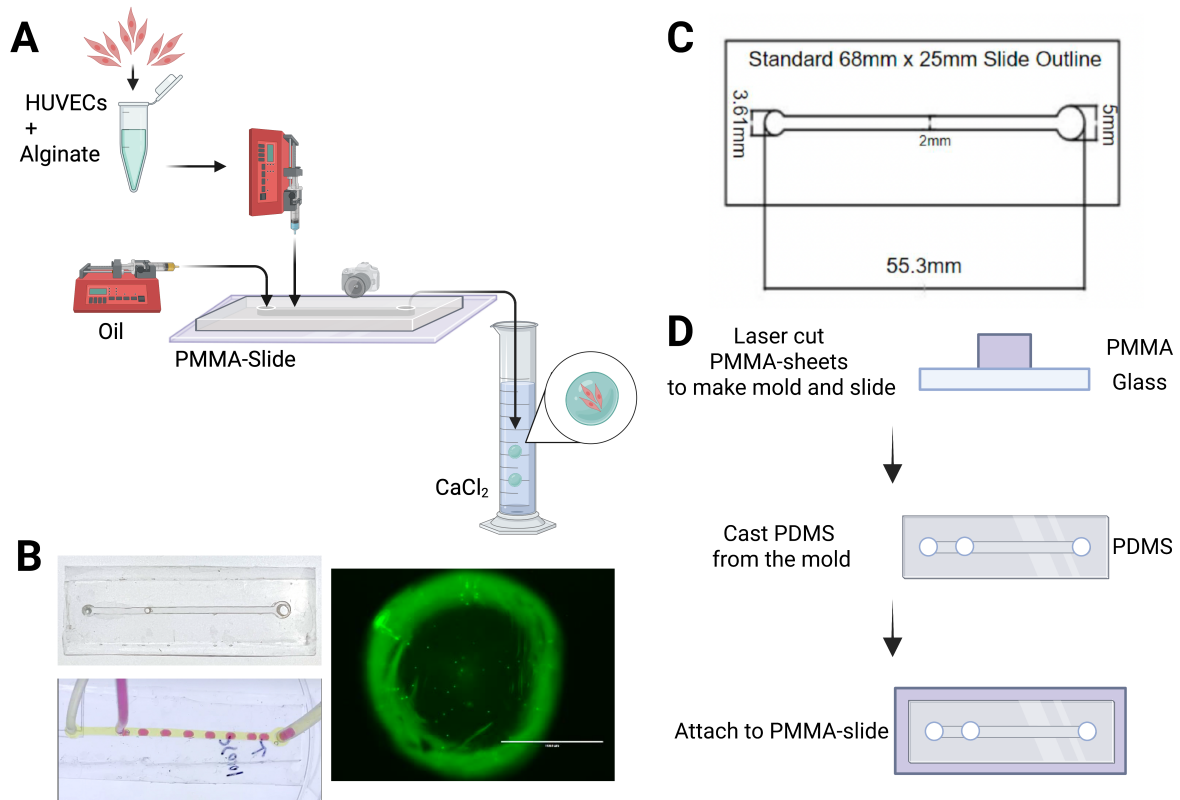 A
HUVECs
+
Alginate
Oil
PMMA-Slide
CaCl₂
B
C
Standard 68mm x 25mm Slide Outline
3.61mm
2mm
5mm
55.3mm
D
Laser cut
PMMA-sheets
to make mold and slide
PMMA
Glass
Cast PDMS
from the mold
PDMS
Attach to PMMA-slide